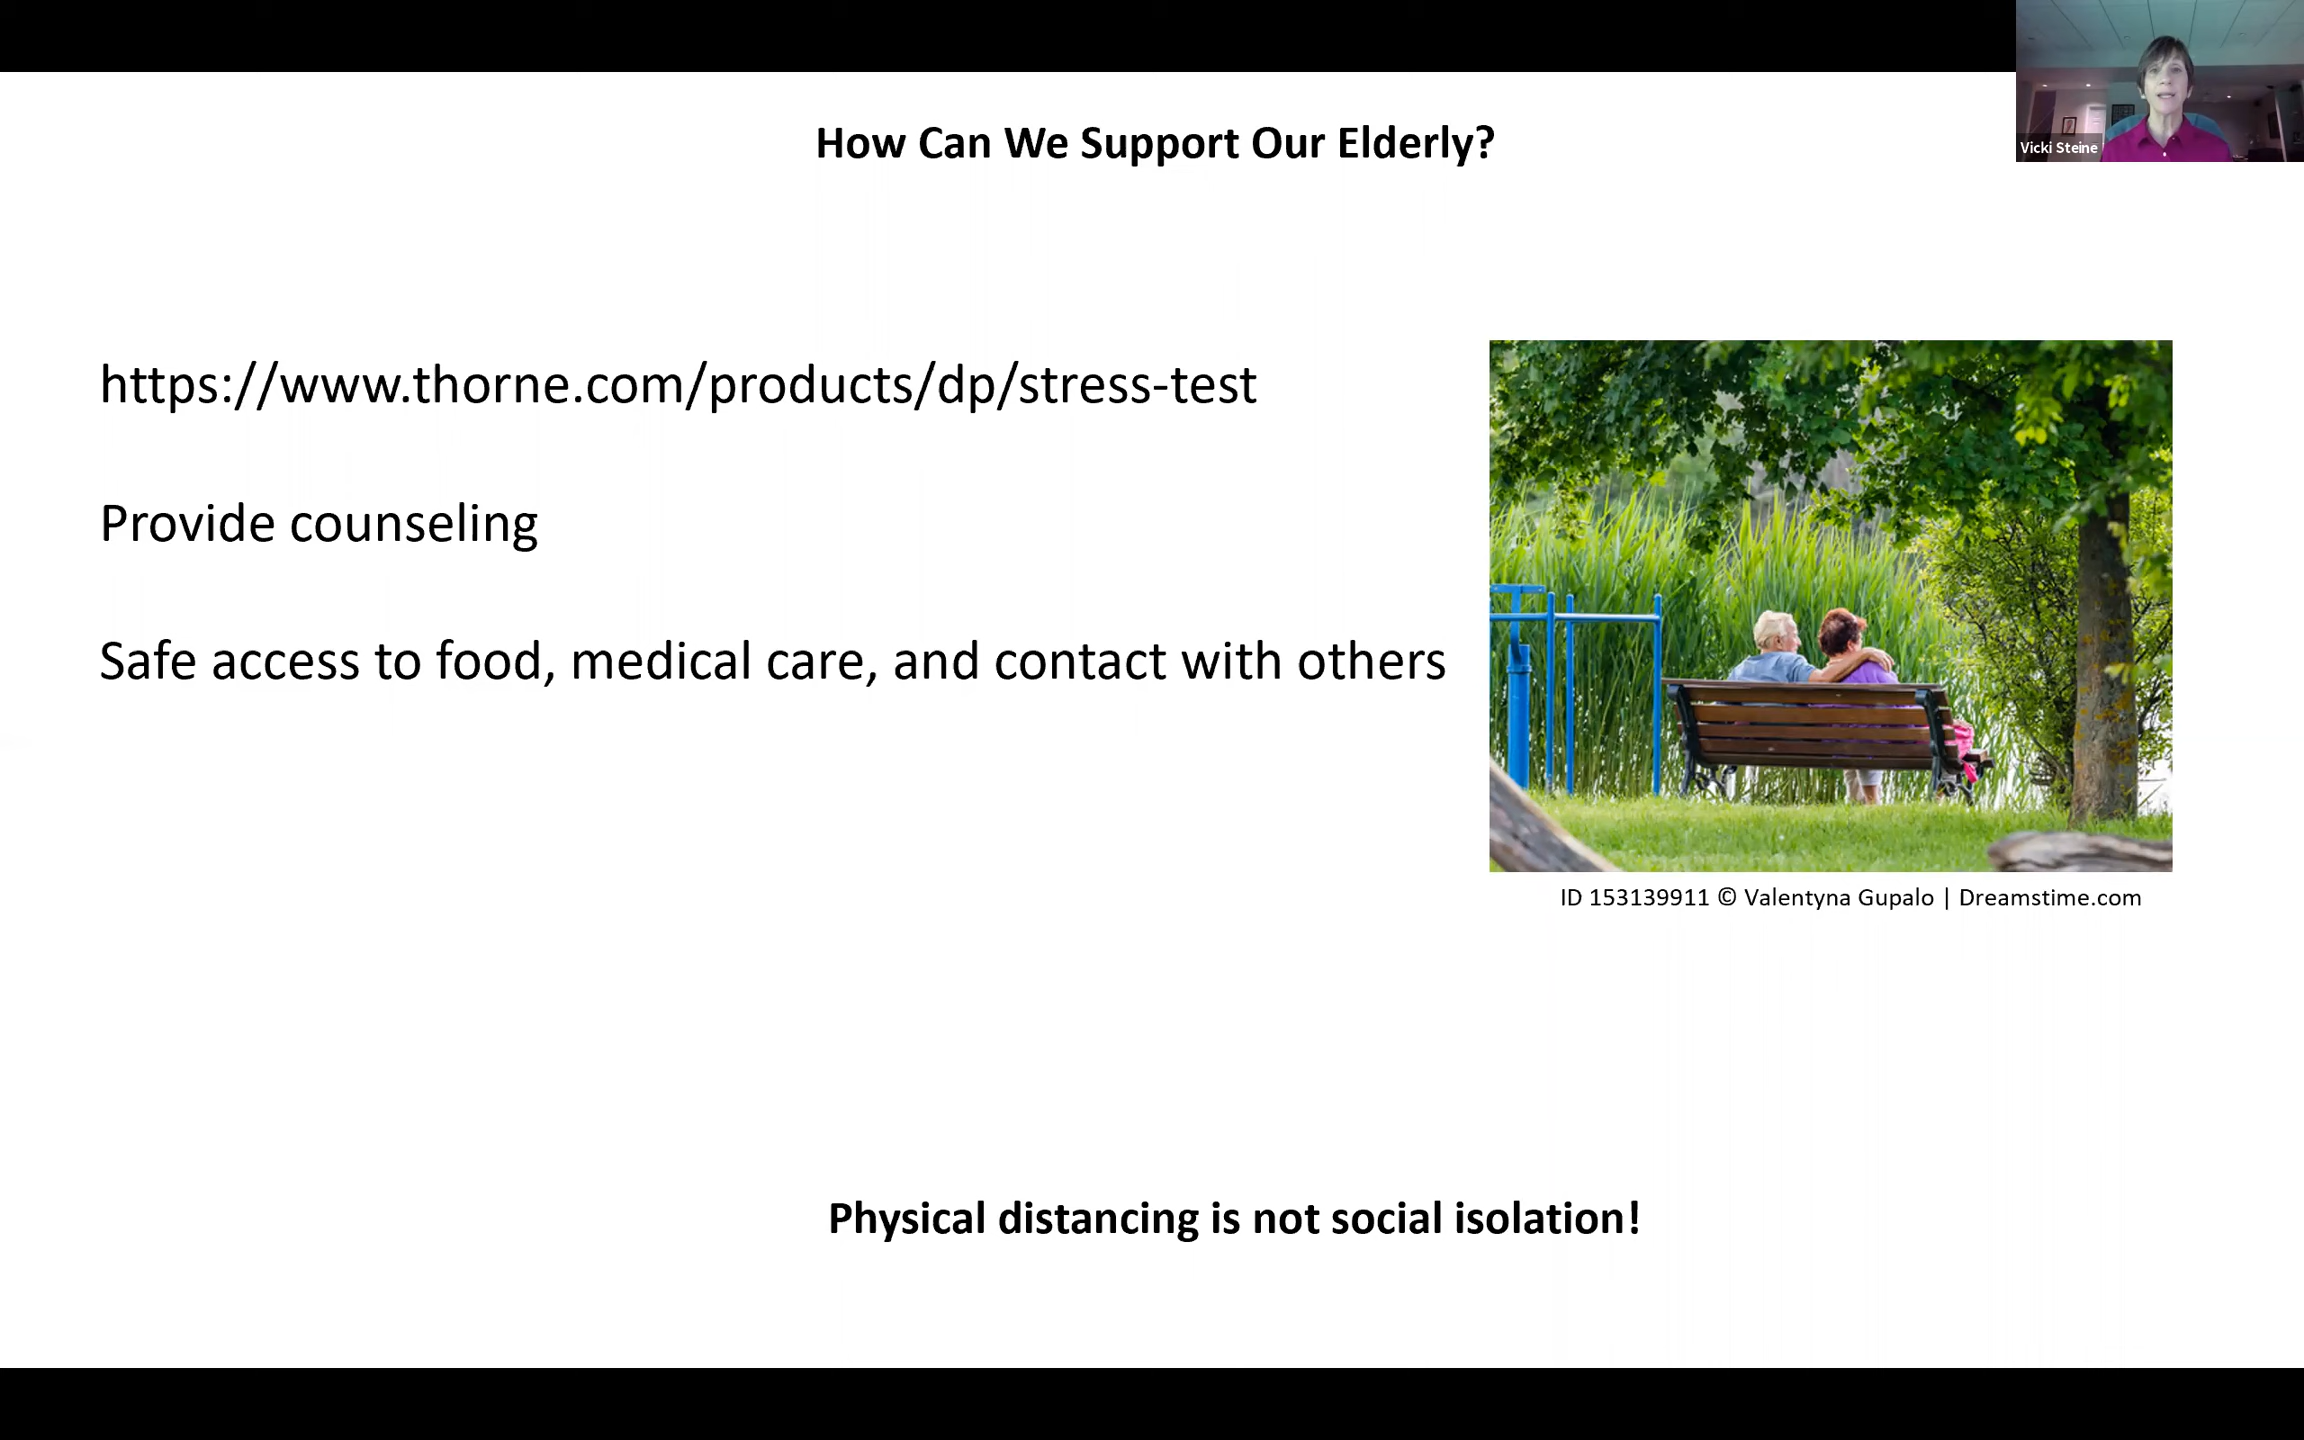 How Can We Support Our Elderly?
Vicki Steine
https://www.thorne.com/products/dp/stress-test
Provide counseling
Safe access to food, medical care, and contact with others
ID 153139911 © Valentyna Gupalo | Dreamstime.com
Physical distancing is not social isolation!